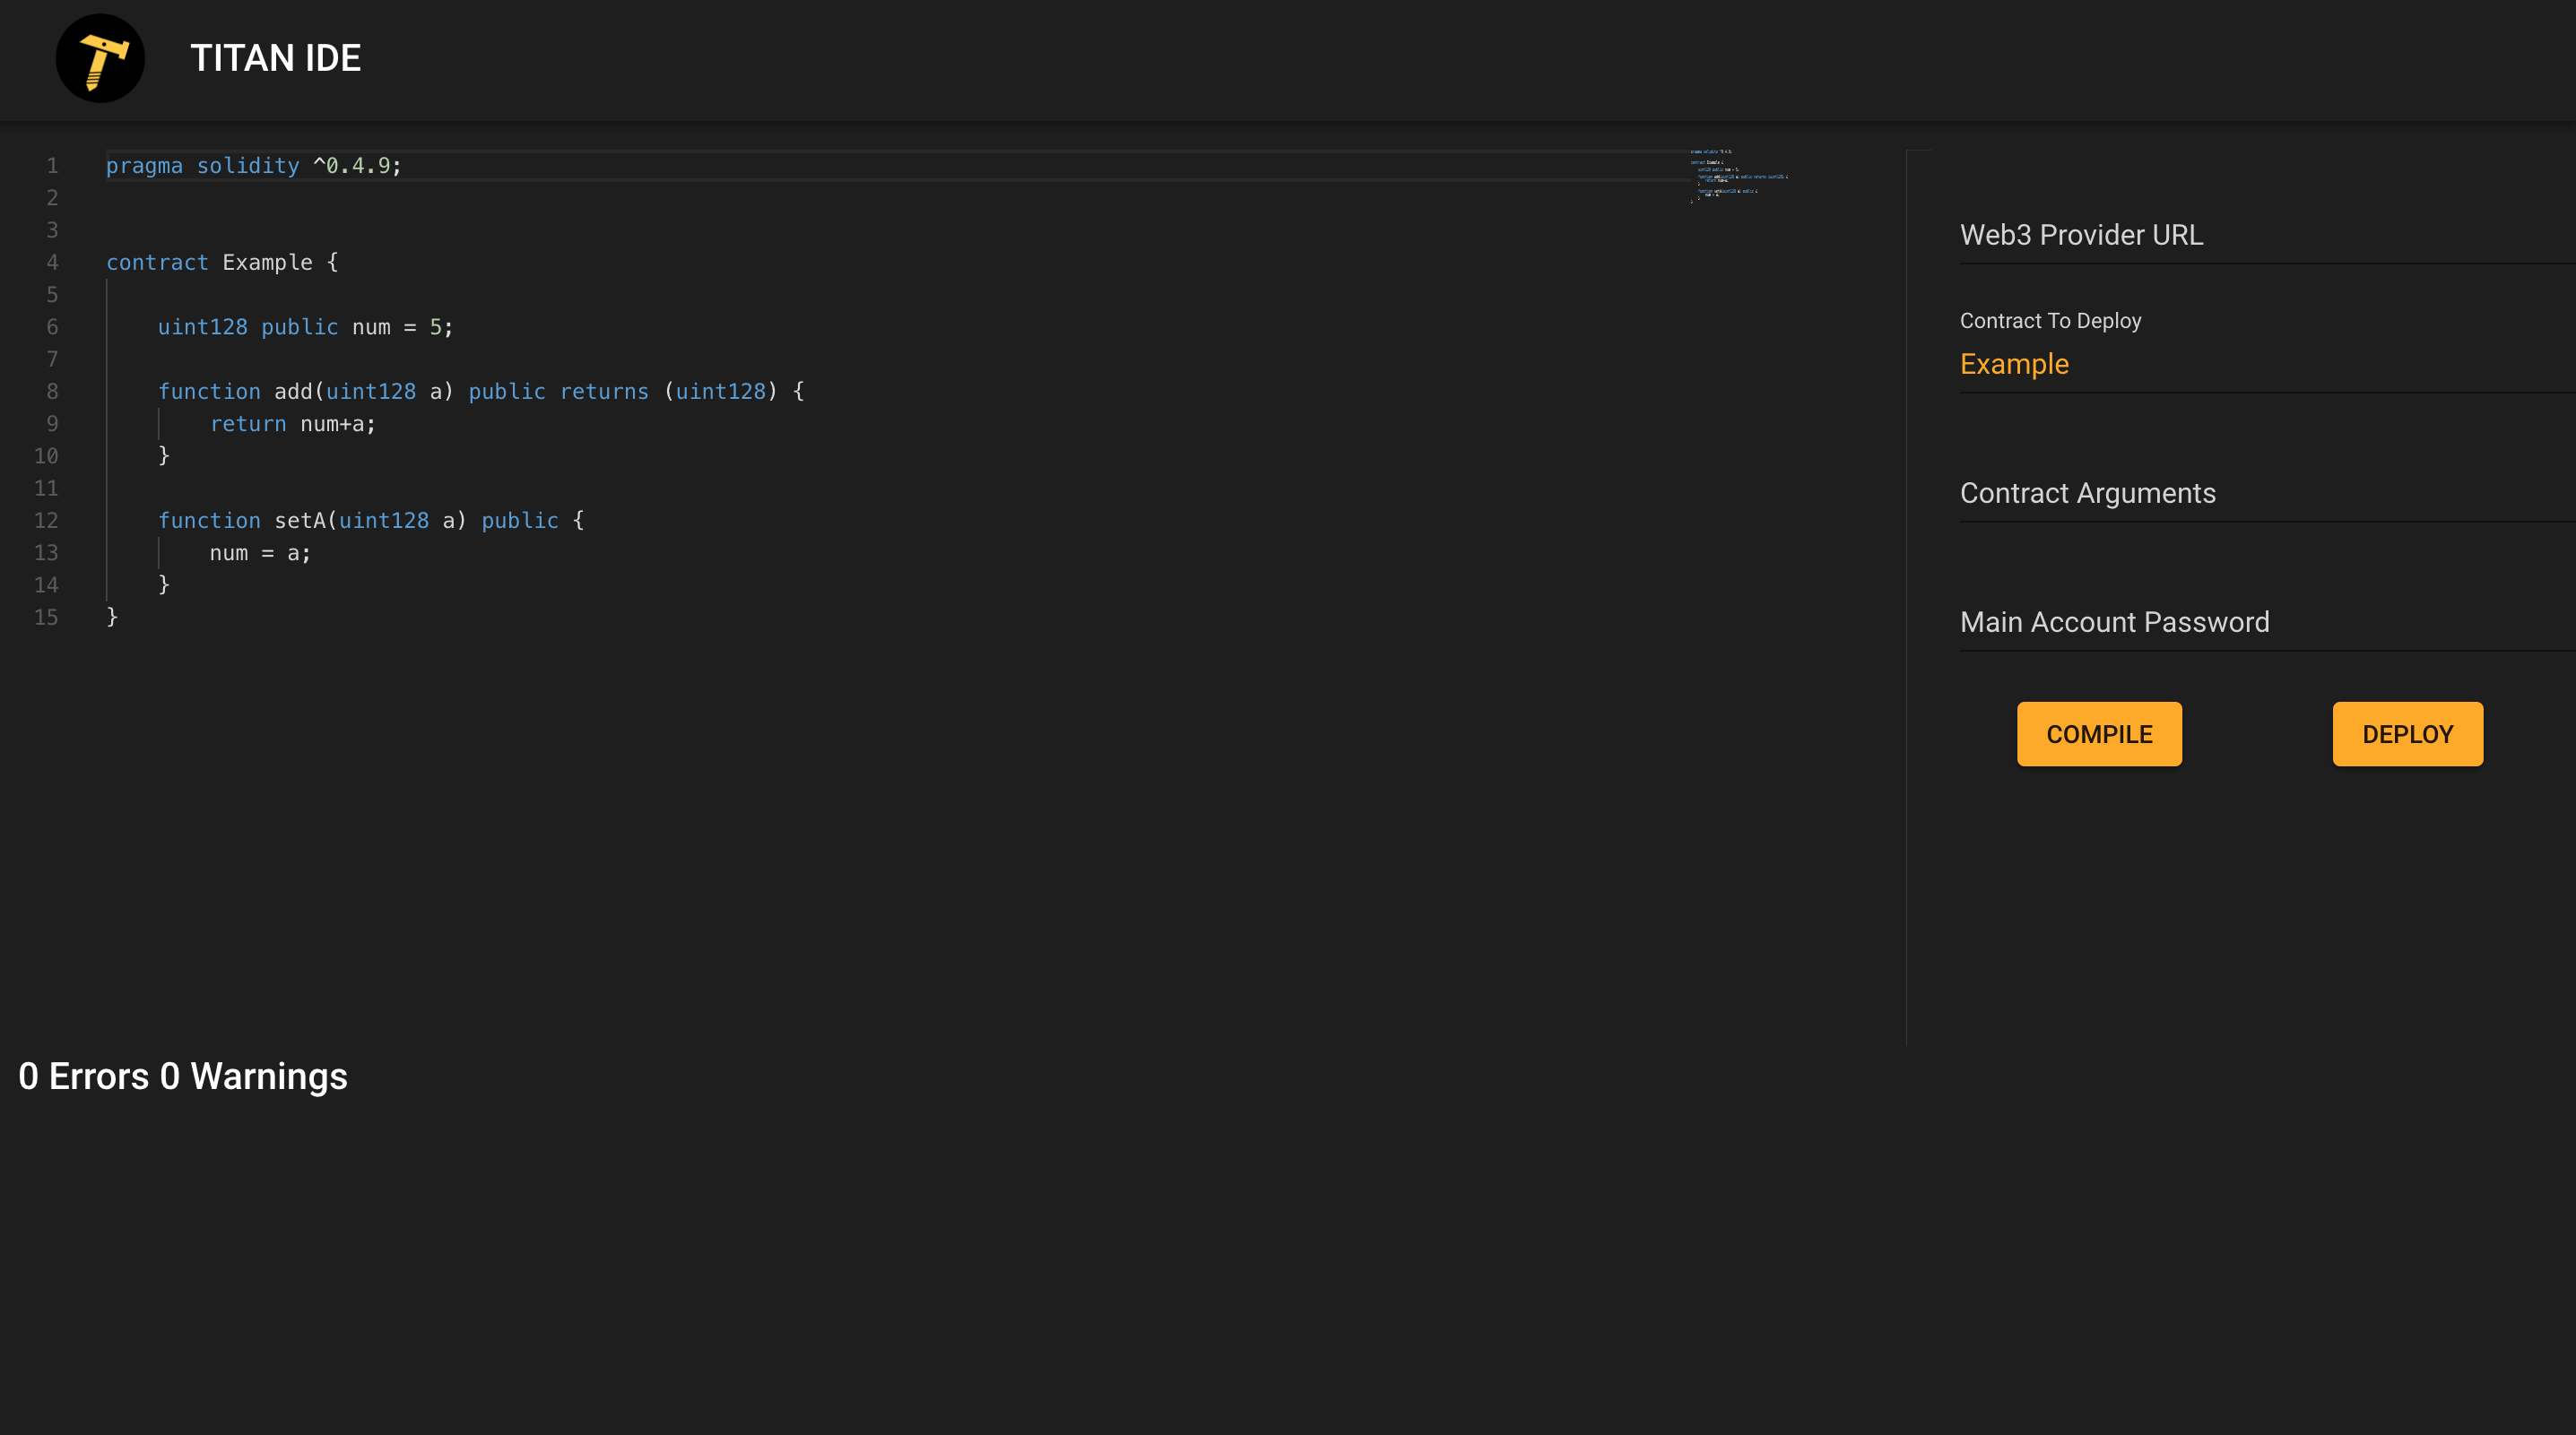 TITAN IDE
1 pragma solidity ^0.4.9;
2
3
4 contract Example {
5
6 uint128 public num = 5;
7
8 function add(uint128 a) public returns (uint128) {
9 return num+a;
10 }
11
12 function setA(uint128 a) public {
13 num = a;
14 }
15 }
Web3 Provider URL
Contract To Deploy
Example
Contract Arguments
Main Account Password
COMPILE DEPLOY
0 Errors 0 Warnings